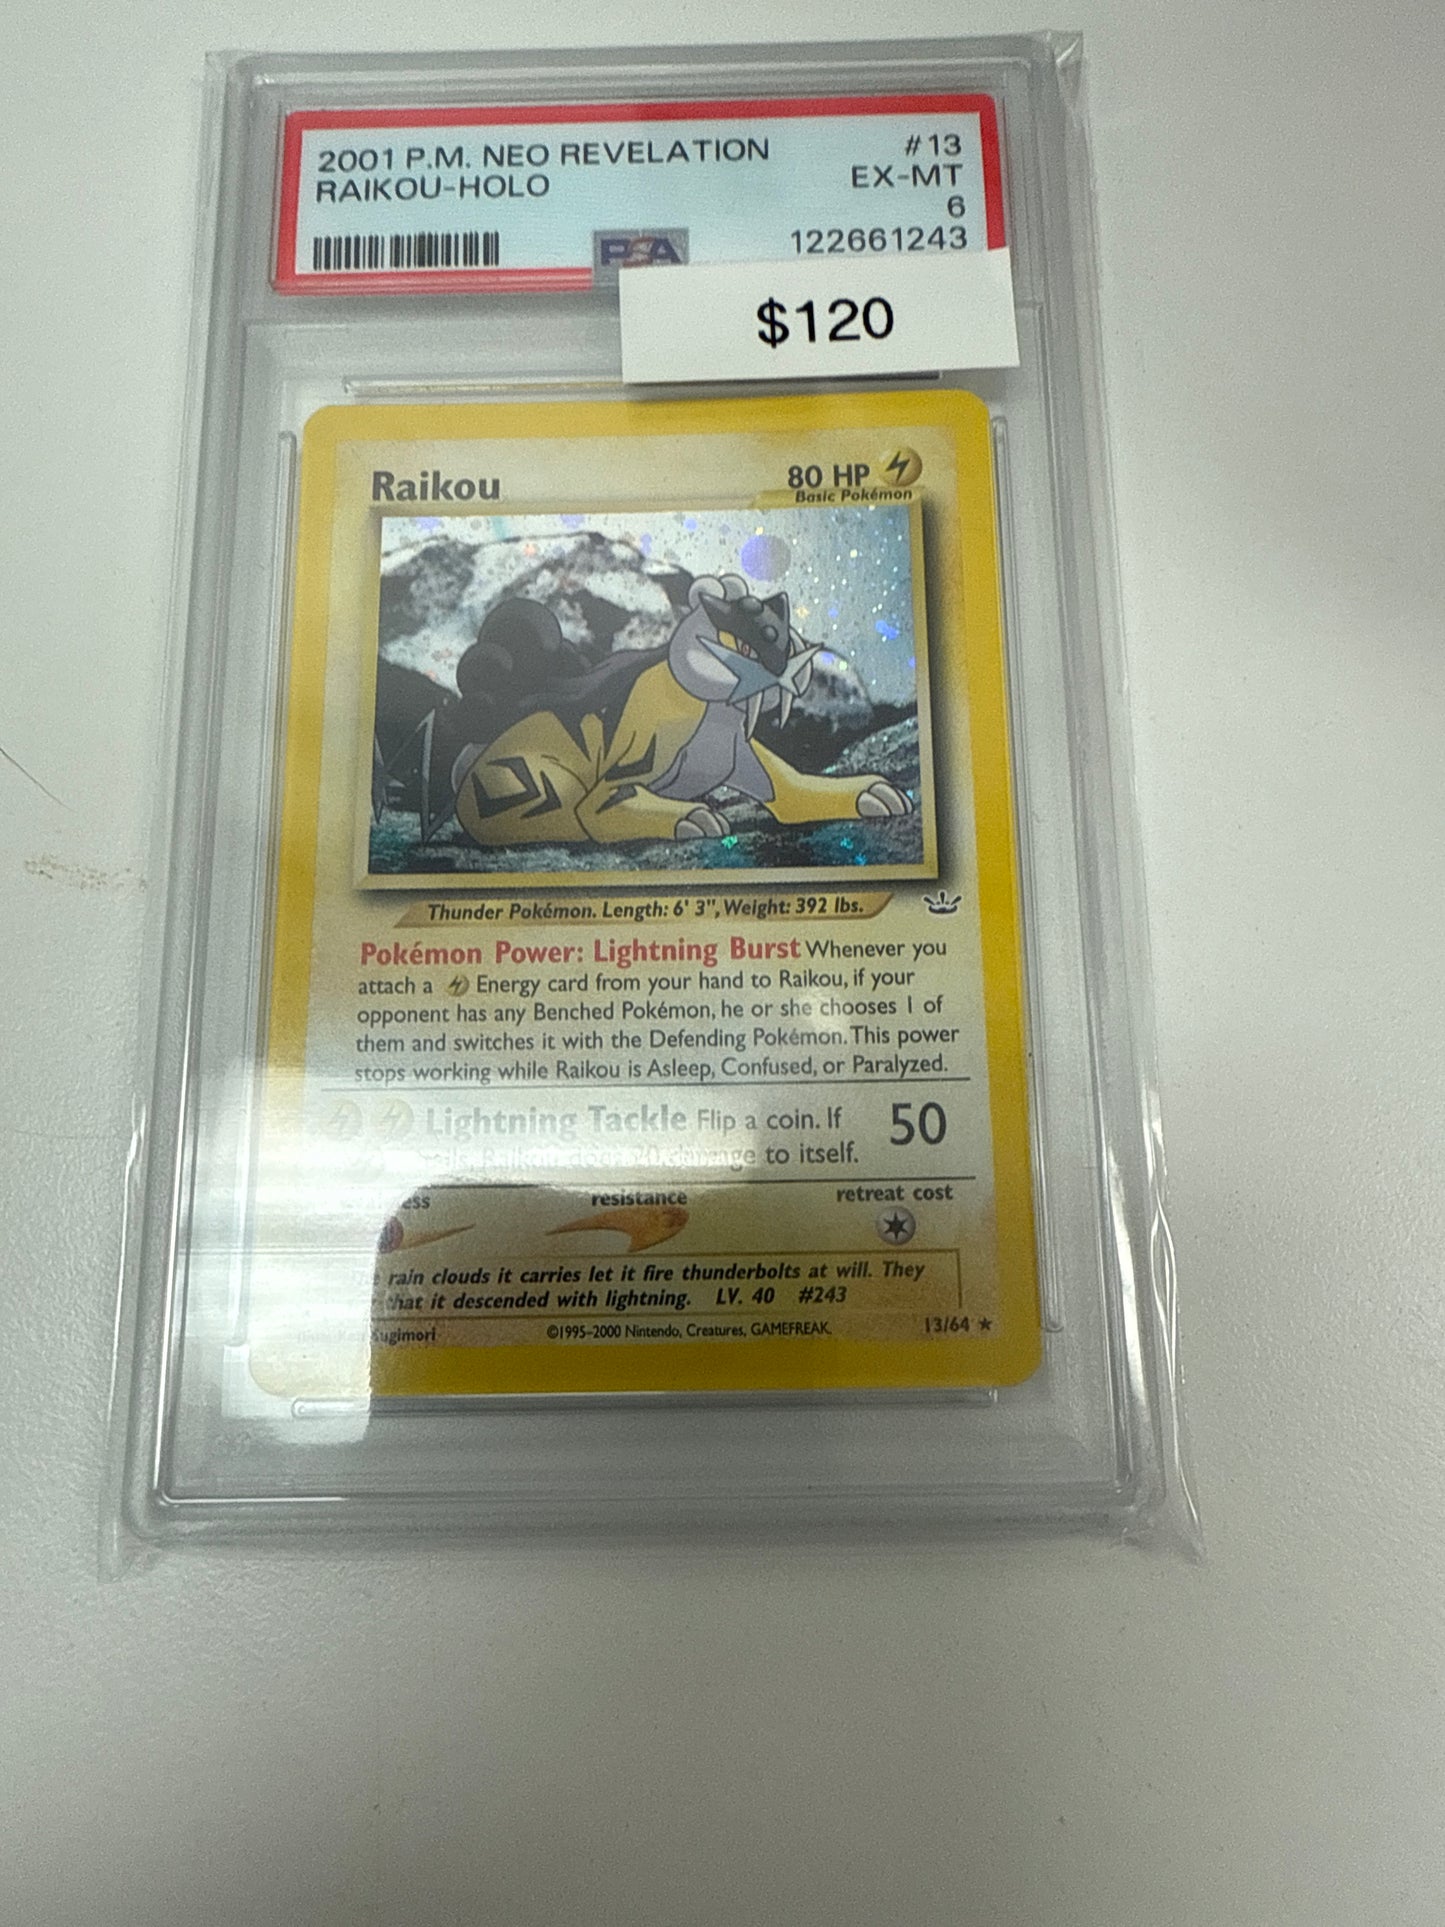 2001 P.M. NEO REVELATION #13
RAIKOU-HOLO EX-MT
6
PSA 122661243
$120
Raikou 80 HP
Basic Pokémon
Thunder Pokémon. Length: 6' 3", Weight: 392 lbs.
Pokémon Power: Lightning Burst Whenever you
attach a Energy card from your hand to Raikou, if your
opponent has any Benched Pokémon, he or she chooses 1 of
them and switches it with the Defending Pokémon. This power
stops working while Raikou is Asleep, Confused, or Paralyzed.
Lightning Tackle Flip a coin. If 50
to itself.
resistance retreat cost
rain clouds it carries let it fire thunderbolts at will. They
that it descended with lightning. LV. 40 #243
Sugimori ©1995-2000 Nintendo, Creatures, GAMEFREAK. 13/64 ★